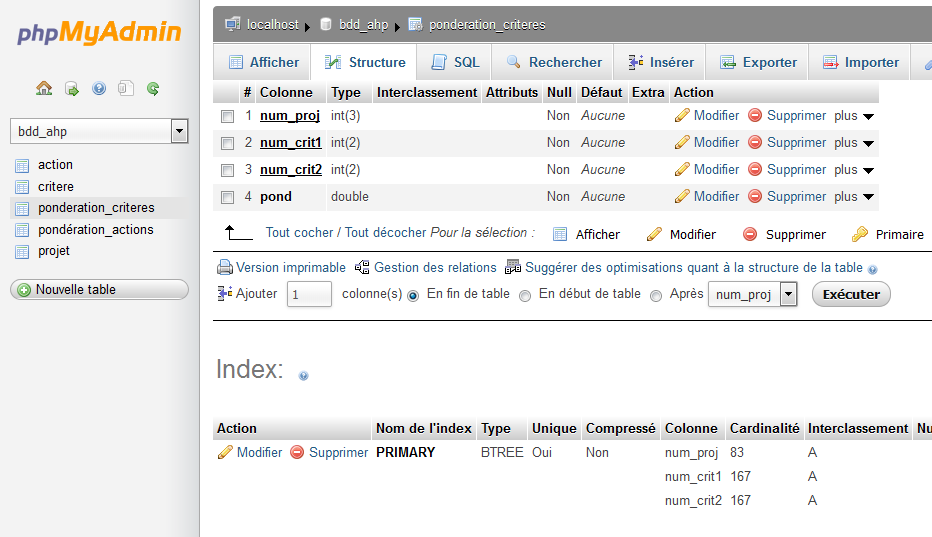 phpMyAdmin
bdd_ahp
action
critere
ponderation_criteres
pondération_actions
projet
Nouvelle table
localhost bdd_ahp ponderation_criteres
Afficher Structure SQL Rechercher Insérer Exporter Importer
# Colonne Type Interclassement Attributs Null Défaut Extra Action
1 num_proj int(3) Non Aucune Modifier Supprimer plus
2 num_crit1 int(2) Non Aucune Modifier Supprimer plus
3 num_crit2 int(2) Non Aucune Modifier Supprimer plus
4 pond double Non Aucune Modifier Supprimer plus
Tout cocher / Tout décocher Pour la sélection : Afficher Modifier Supprimer Primaire
Version imprimable Gestion des relations Suggérer des optimisations quant à la structure de la table
Ajouter 1 colonne(s) En fin de table En début de table Après num_proj Exécuter
Index:
Action Nom de l'index Type Unique Compressé Colonne Cardinalité Interclassement Nu
Modifier Supprimer PRIMARY BTREE Oui Non num_proj 83 A
num_crit1 167 A
num_crit2 167 A